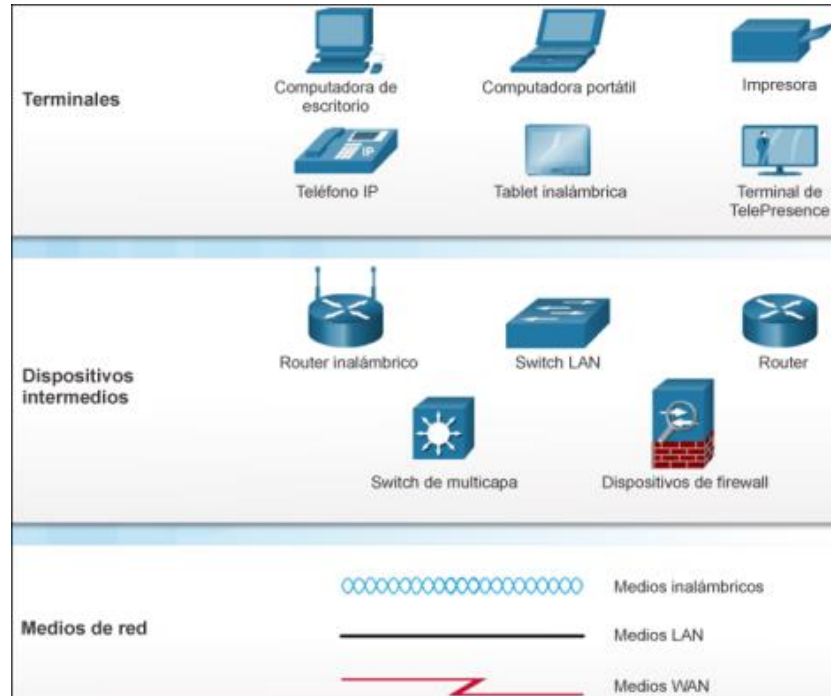 Terminales
Computadora de
escritorio
Computadora portátil
Impresora
IP
Teléfono IP
Tablet inalámbrica
Terminal de
TelePresence
Dispositivos
intermedios
Router inalámbrico
Switch LAN
Router
Switch de multicapa
Dispositivos de firewall
Medios de red
Medios inalámbricos
Medios LAN
Medios WAN